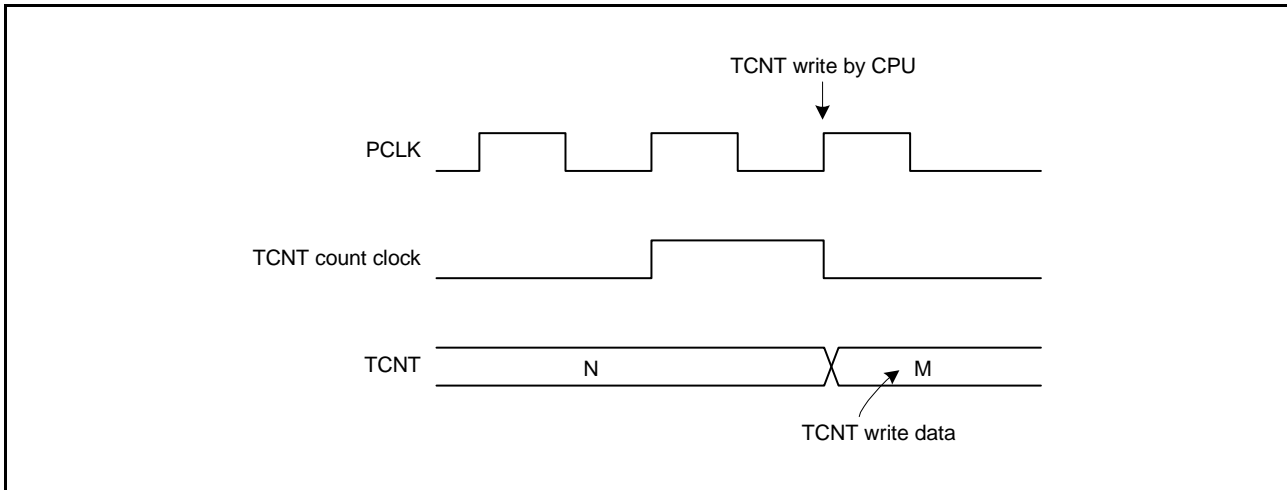 TCNT write by CPU
PCLK
TCNT count clock
TCNT
N
M
TCNT write data